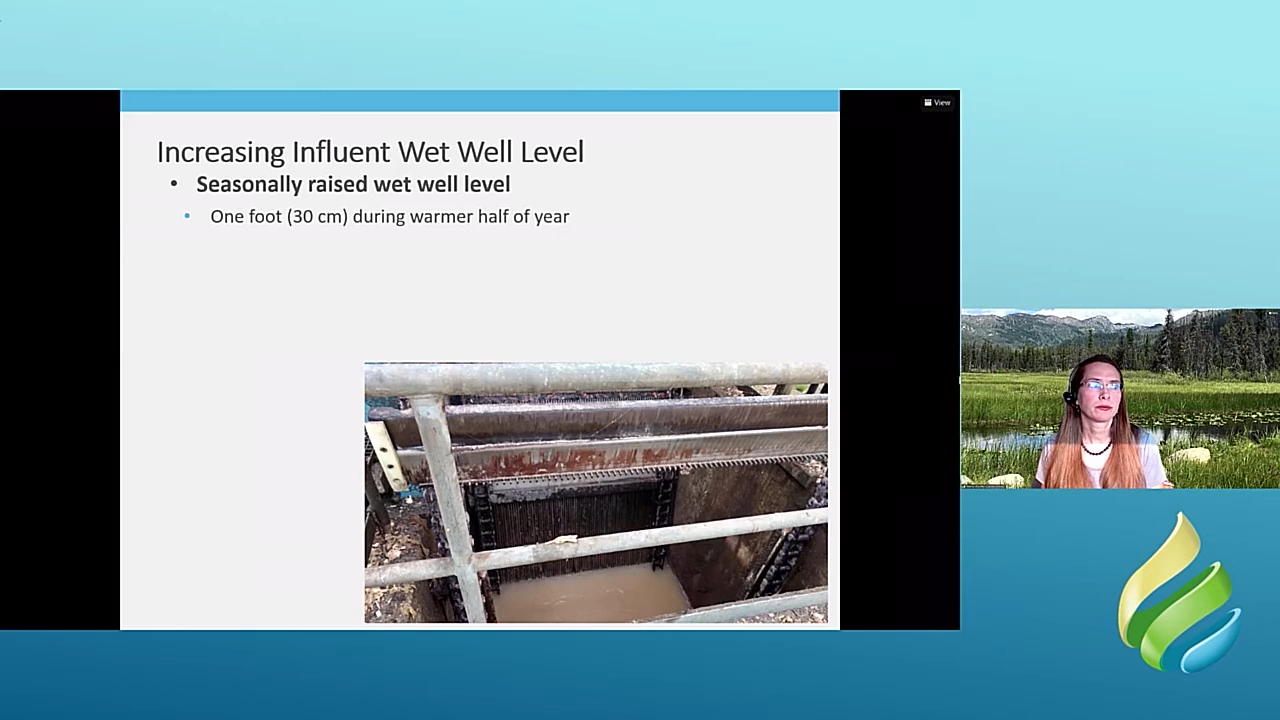 View
Increasing Influent Wet Well Level
• Seasonally raised wet well level
• One foot (30 cm) during warmer half of year